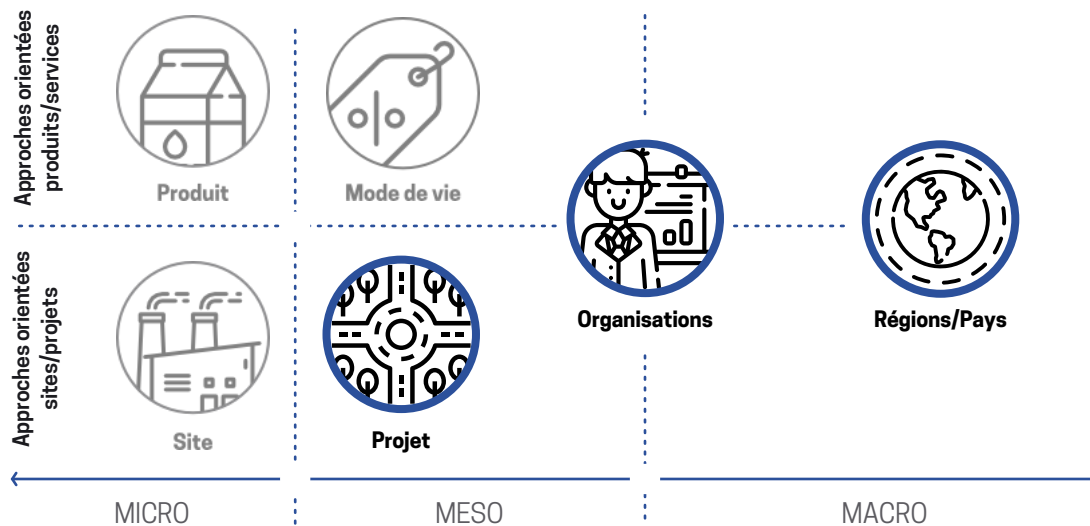 Approches orientées
produits/services
Produit
Mode de vie
Organisations
Régions/Pays
Approches orientées
sites/projets
Site
Projet
MICRO
MESO
MACRO